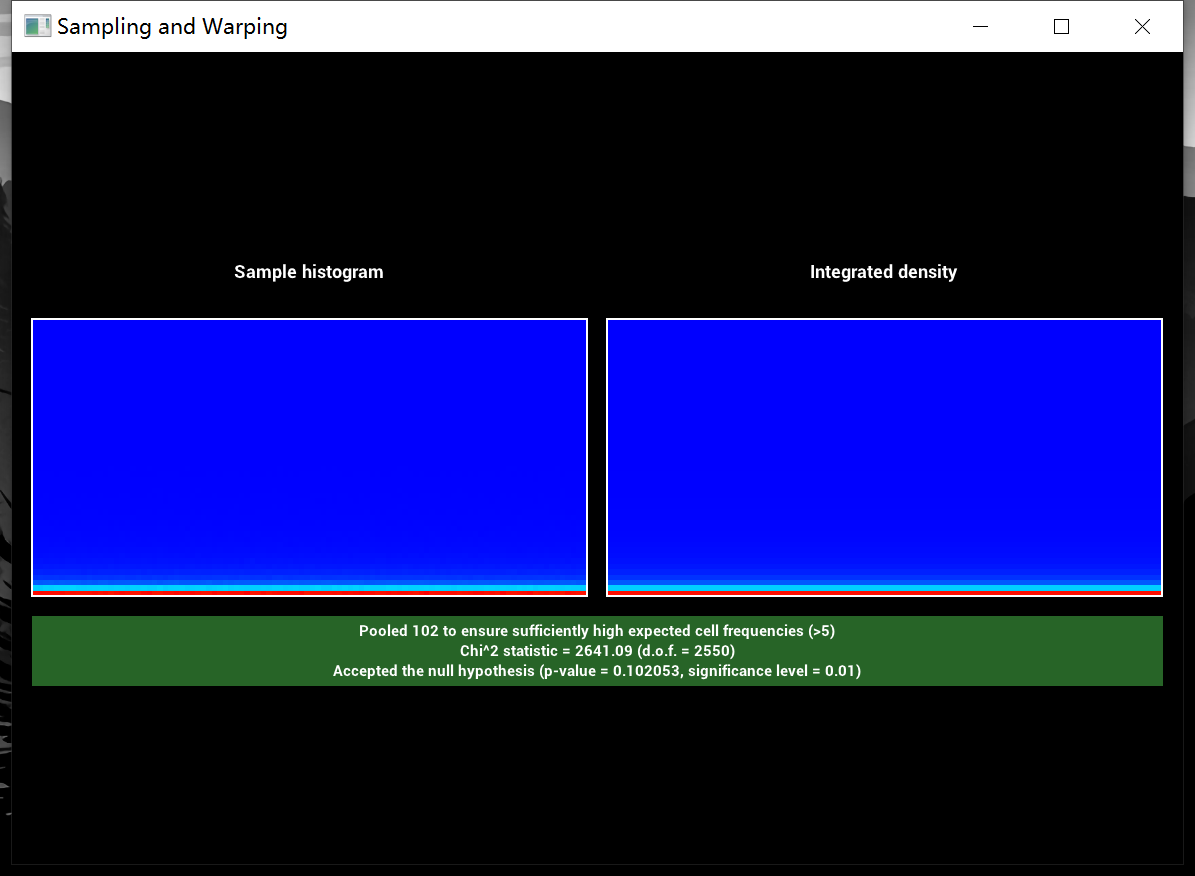 Sampling and Warping
Sample histogram
Integrated density
Pooled 102 to ensure sufficiently high expected cell frequencies (>5)
Chi^2 statistic = 2641.09 (d.o.f. = 2550)
Accepted the null hypothesis (p-value = 0.102053, significance level = 0.01)